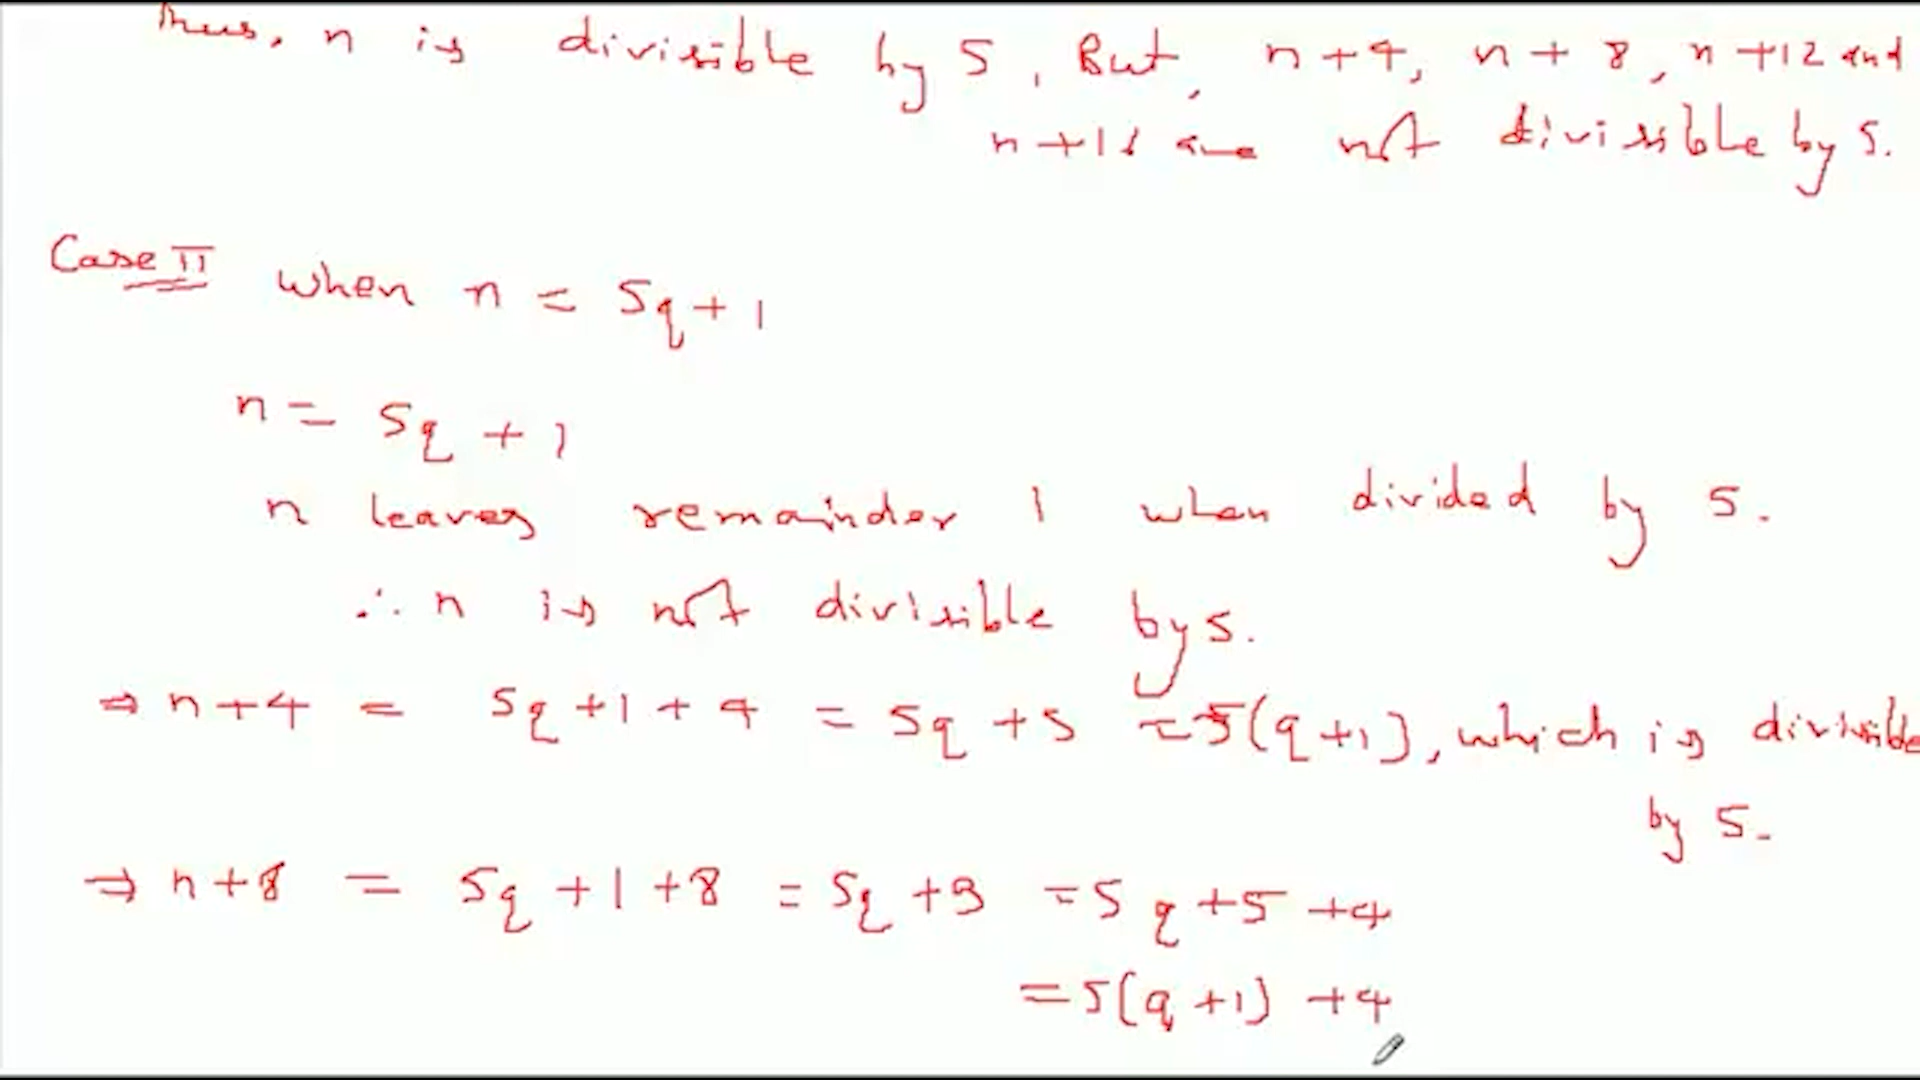 Thus, n is divisible by 5. But, n+4, n+8, n+12 and
n+16 are not divisible by 5.
Case II when n = 5q+1
n = 5q + 1
n leaves remainder 1 when divided by 5.
∴ n is not divisible by 5.
⇒ n+4 = 5q+1+4 = 5q+5 = 5(q+1), which is divisible
by 5.
⇒ n+8 = 5q+1+8 = 5q+9 = 5q+5+4
= 5(q+1)+4